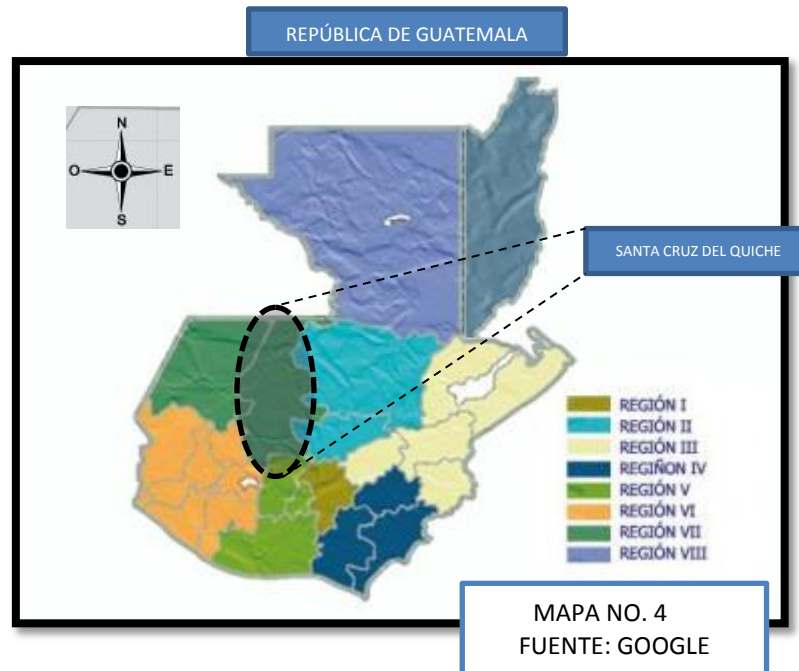 REPÚBLICA DE GUATEMALA
N
O
E
S
SANTA CRUZ DEL QUICHE
REGIÓN I
REGIÓN II
REGIÓN III
REGIÑON IV
REGIÓN V
REGIÓN VI
REGIÓN VII
REGIÓN VIII
MAPA NO. 4
FUENTE: GOOGLE